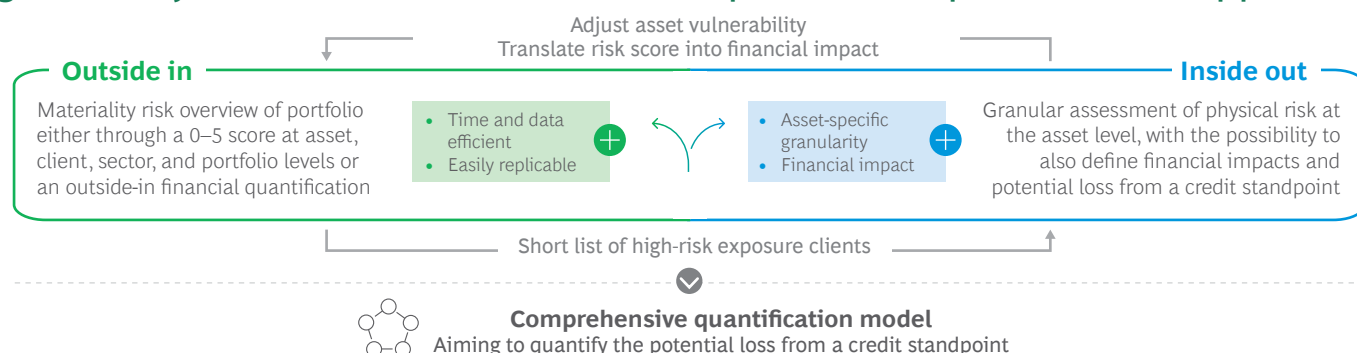 Adjust asset vulnerability
Translate risk score into financial impact
Outside in
Inside out
Materiality risk overview of portfolio
either through a 0–5 score at asset,
client, sector, and portfolio levels or
an outside-in financial quantification
• Time and data
efficient
• Easily replicable
• Asset-specific
granularity
• Financial impact
Granular assessment of physical risk at
the asset level, with the possibility to
also define financial impacts and
potential loss from a credit standpoint
Short list of high-risk exposure clients
Comprehensive quantification model
Aiming to quantify the potential loss from a credit standpoint